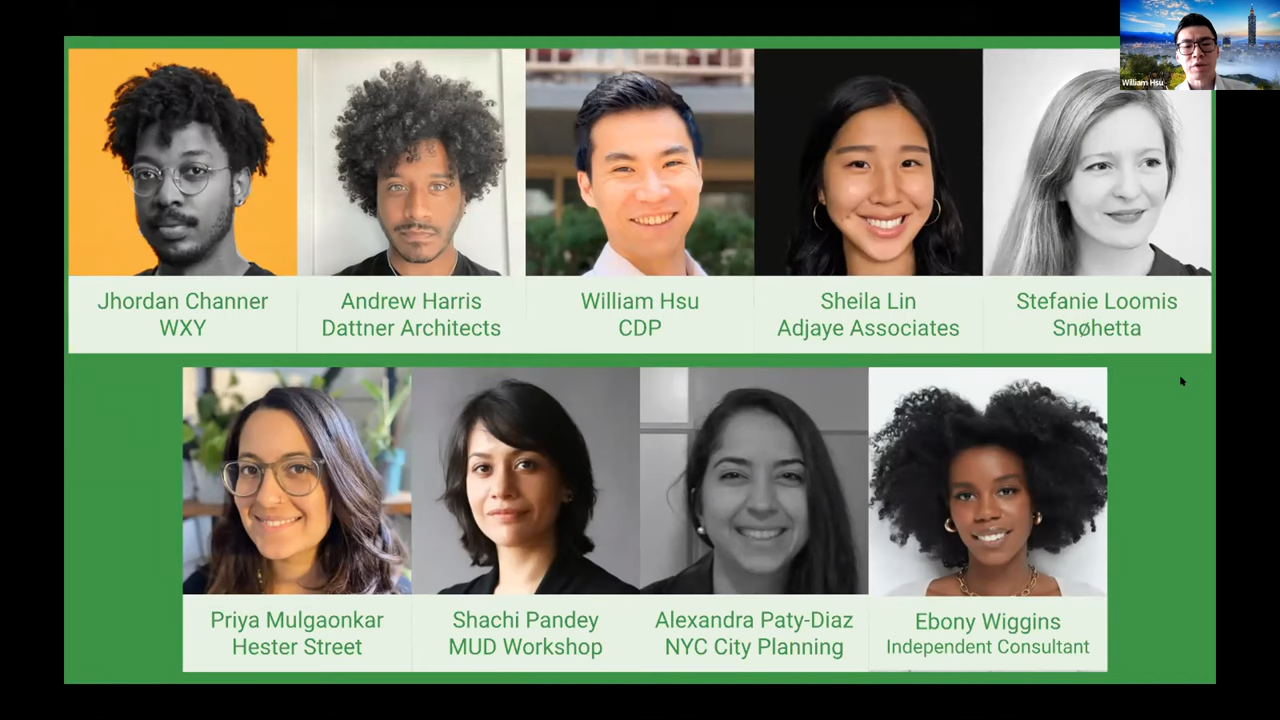 William Hsu
Jhordan Channer
WXY
Andrew Harris
Dattner Architects
William Hsu
CDP
Sheila Lin
Adjaye Associates
Stefanie Loomis
Snøhetta
Priya Mulgaonkar
Hester Street
Shachi Pandey
MUD Workshop
Alexandra Paty-Diaz
NYC City Planning
Ebony Wiggins
Independent Consultant